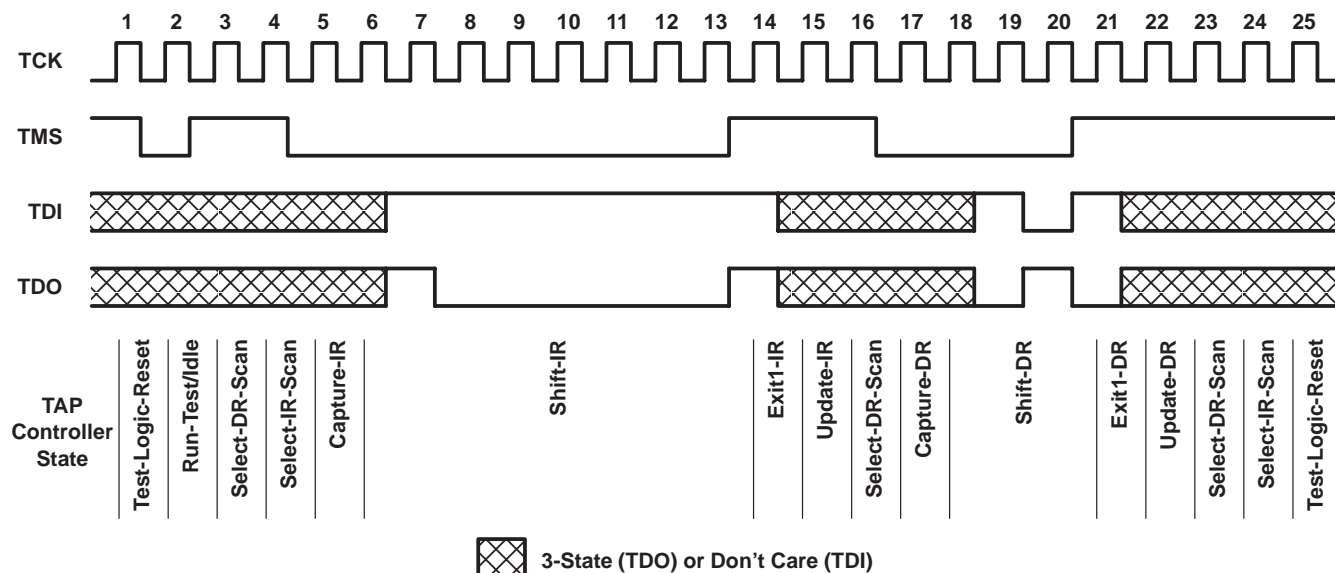 1 2 3 4 5 6 7 8 9 10 11 12 13 14 15 16 17 18 19 20 21 22 23 24 25
TCK
TMS
TDI
TDO
TAP
Controller
State
Test-Logic-Reset
Run-Test/Idle
Select-DR-Scan
Select-IR-Scan
Capture-IR
Shift-IR
Exit1-IR
Update-IR
Select-DR-Scan
Capture-DR
Shift-DR
Exit1-DR
Update-DR
Select-DR-Scan
Select-IR-Scan
Test-Logic-Reset
3-State (TDO) or Don’t Care (TDI)